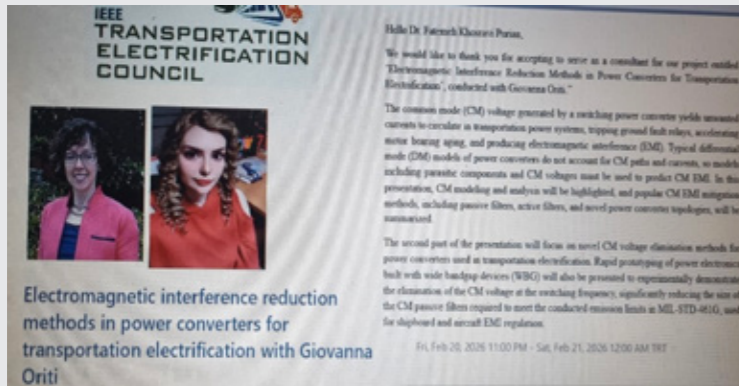 IEEE
TRANSPORTATION
ELECTRIFICATION
COUNCIL
Electromagnetic interference reduction
methods in power converters for
transportation electrification with Giovanna
Oriti
Hello Dr. Fatemeh Khosravi Purian,
We would like to thank you for accepting to serve as a consultant for our project entitled
"Electromagnetic Interference Reduction Methods in Power Converters for Transportation
Electrification", conducted with Giovanna Oriti."
The common mode (CM) voltage generated by a switching power converter yields unwanted
currents to circulate in transportation power systems, tripping ground fault relays, accelerating
motor bearing aging, and producing electromagnetic interference (EMI). Typical differential
mode (DM) models of power converters do not account for CM paths and currents, so models
including parasitic components and CM voltages must be used to predict CM EMI. In this
presentation, CM modeling and analysis will be highlighted, and popular CM EMI mitigation
methods, including passive filters, active filters, and novel power converter topologies, will be
summarized.
The second part of the presentation will focus on novel CM voltage elimination methods for
power converters used in transportation electrification. Rapid prototyping of power electronics
built with wide bandgap devices (WBG) will also be presented to experimentally demonstrate
the elimination of the CM voltage at the switching frequency, significantly reducing the size of
the CM passive filters required to meet the conducted emission limits in MIL-STD-461G, used
for shipboard and aircraft EMI regulation.
Fri, Feb 20, 2026 11:00 PM - Sat, Feb 21, 2026 12:00 AM TRT